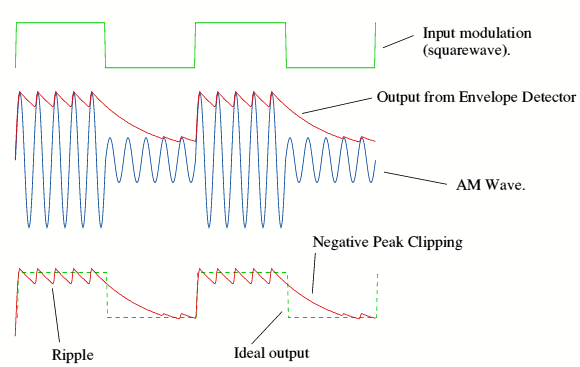 Input modulation
(squarewave).
Output from Envelope Detector
AM Wave.
Negative Peak Clipping
Ripple
Ideal output